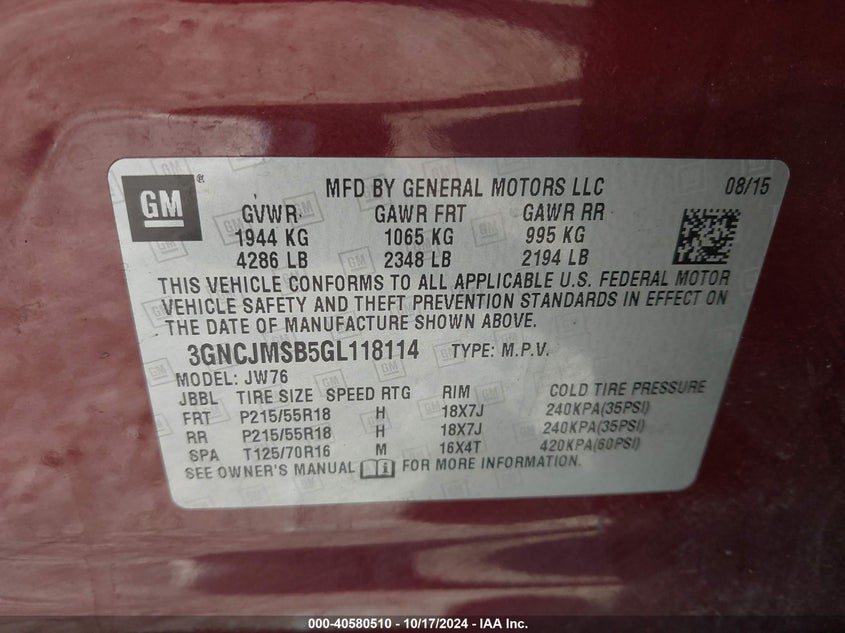 GM ®
MFD BY GENERAL MOTORS LLC 08/15
GVWR GAWR FRT GAWR RR
1944 KG 1065 KG 995 KG
4286 LB 2348 LB 2194 LB
THIS VEHICLE CONFORMS TO ALL APPLICABLE U.S. FEDERAL MOTOR
VEHICLE SAFETY AND THEFT PREVENTION STANDARDS IN EFFECT ON
THE DATE OF MANUFACTURE SHOWN ABOVE.
3GNCJMSB5GL118114 TYPE: M.P.V.
MODEL: JW76
JBBL TIRE SIZE SPEED RTG RIM COLD TIRE PRESSURE
FRT P215/55R18 H 18X7J 240KPA(35PSI)
RR P215/55R18 H 18X7J 240KPA(35PSI)
SPA T125/70R16 M 16X4T 420KPA(60PSI)
SEE OWNER'S MANUAL FOR MORE INFORMATION.
000-40580510 - 10/17/2024 - IAA Inc.